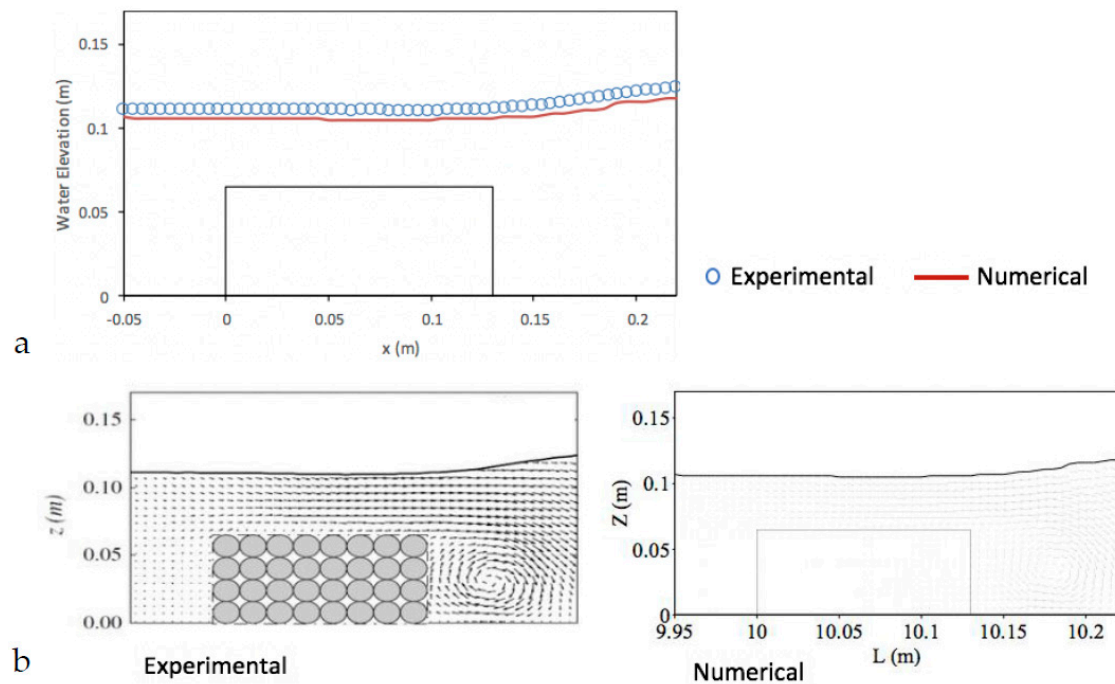 0.15
0.1
0.05
0
Water Elevation (m)
-0.05 0 0.05 0.1 0.15 0.2
x (m)
Experimental Numerical
a
0.15
0.10
0.05
0.00
z (m)
Experimental
0.15
0.1
0.05
0
Z (m)
9.95 10 10.05 10.1 10.15 10.2
L (m)
Numerical
b